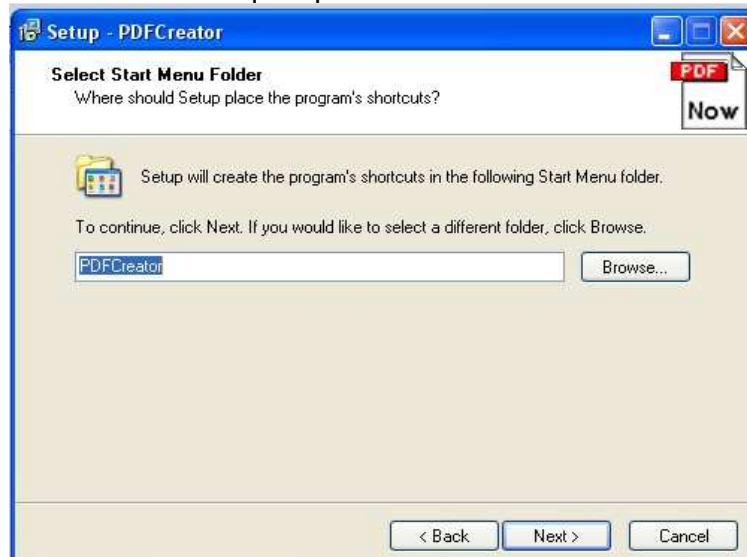 Setup - PDFCreator
Select Start Menu Folder
Where should Setup place the program's shortcuts?
PDF
Now
Setup will create the program's shortcuts in the following Start Menu folder.
To continue, click Next. If you would like to select a different folder, click Browse.
PDFCreator
Browse...
< Back
Next >
Cancel